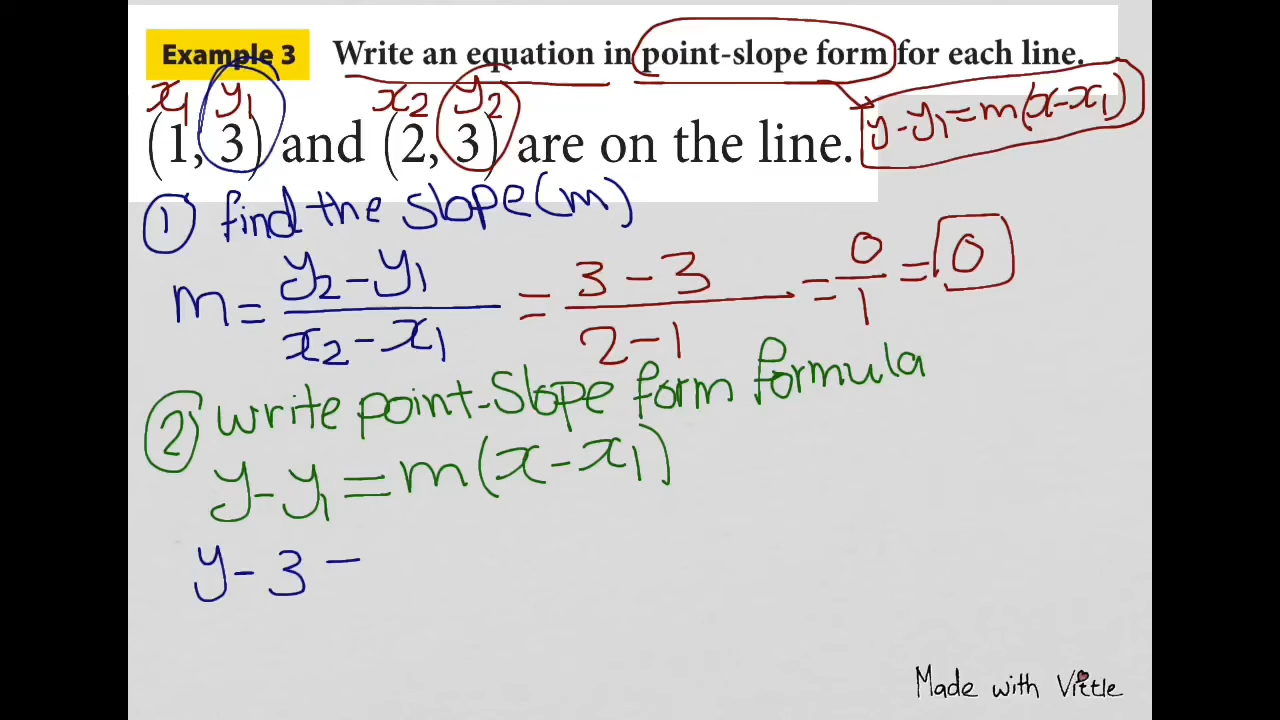 Example 3 Write an equation in point-slope form for each line.
x1 y1 x2 y2 y-y1=m(x-x1)
(1, 3) and (2, 3) are on the line.
1 find the slope(m)
m = y2-y1 / x2-x1 = 3-3 / 2-1 = 0/1 = 0
2 write point-Slope form formula
y-y1=m(x-x1)
y-3 -
Made with Vittle